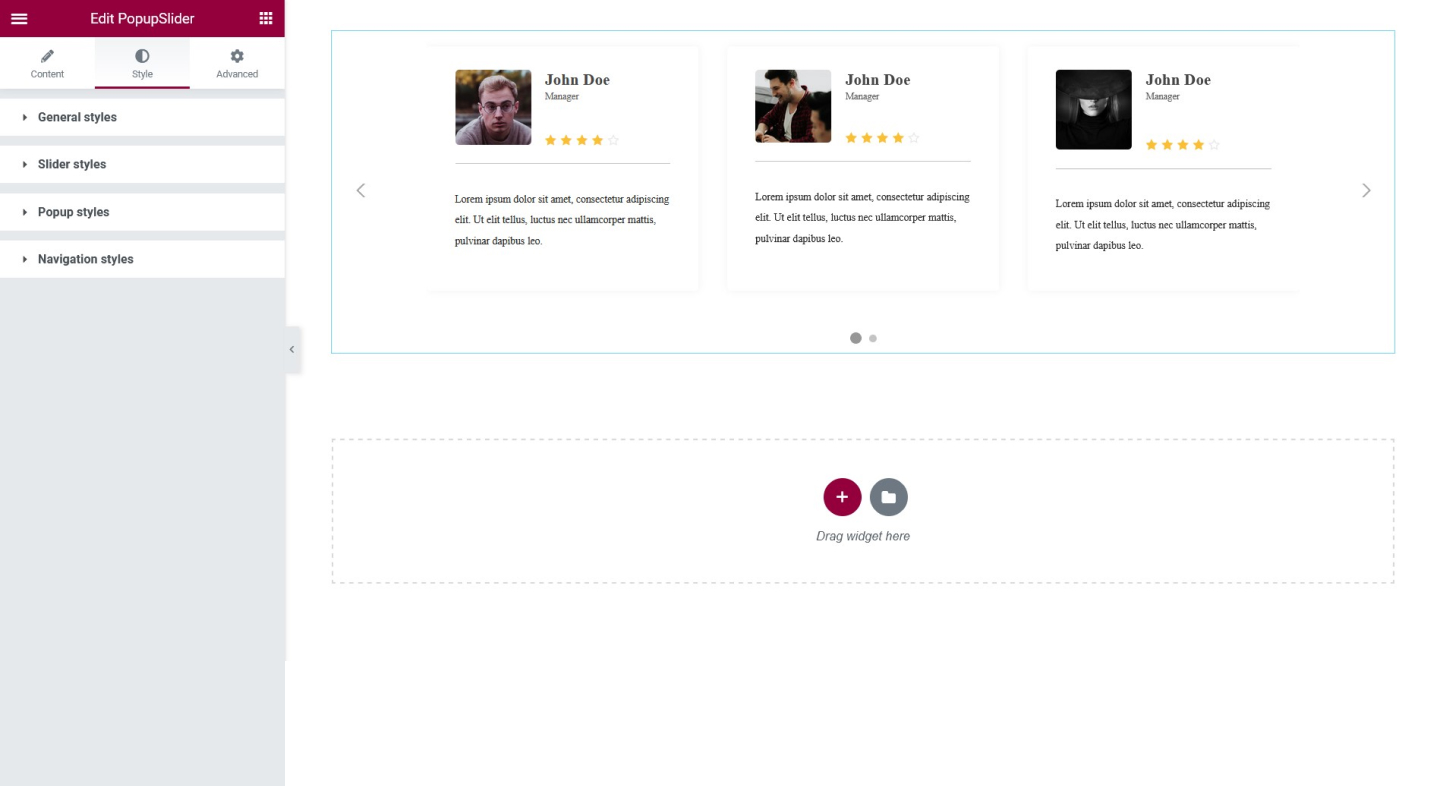 Edit PopupSlider
Content
Style
Advanced
General styles
Slider styles
Popup styles
Navigation styles
John Doe
Manager
Lorem ipsum dolor sit amet, consectetur adipiscing
elit. Ut elit tellus, luctus nec ullamcorper mattis,
pulvinar dapibus leo.
John Doe
Manager
Lorem ipsum dolor sit amet, consectetur adipiscing
elit. Ut elit tellus, luctus nec ullamcorper mattis,
pulvinar dapibus leo.
John Doe
Manager
Lorem ipsum dolor sit amet, consectetur adipiscing
elit. Ut elit tellus, luctus nec ullamcorper mattis,
pulvinar dapibus leo.
Drag widget here